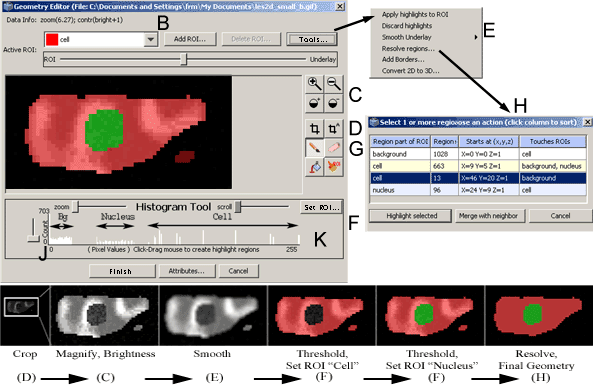 Geometry Editor (File: C:\Documents and Settings\frm\My Documents\les2d_small_b.gif)
Data Info: zoom(6.27); contr(bright+1)
B
Active ROI:
cell
Add ROI...
Delete ROI...
Tools...
ROI
Underlay
C
D
G
zoom
Histogram Tool
scroll
Set ROI...
F
703
Count
0
Bg
Nucleus
Cell
K
J
0
( Pixel Values ) Click-Drag mouse to create highlight regions
255
Finish
Attributes...
Cancel
Apply highlights to ROI
Discard highlights
Smooth Underlay
Resolve regions...
Add Borders...
Convert 2D to 3D...
E
H
Select 1 or more regio
ose an action (click column to sort)
Region part of ROI
Region
Starts at (x,y,z)
Touches ROIs
background 1028 X=0 Y=0 Z=1 cell
cell 663 X=9 Y=5 Z=1 background, nucleus
cell 13 X=46 Y=20 Z=1 background
nucleus 96 X=24 Y=9 Z=1 cell
Highlight selected
Merge with neighbor
Cancel
Crop
Magnify, Brightness
Smooth
Threshold,
Set ROI “Cell”
Threshold,
Set ROI “Nucleus”
Resolve,
Final Geometry
(D)
(C)
(E)
(F)
(F)
(H)